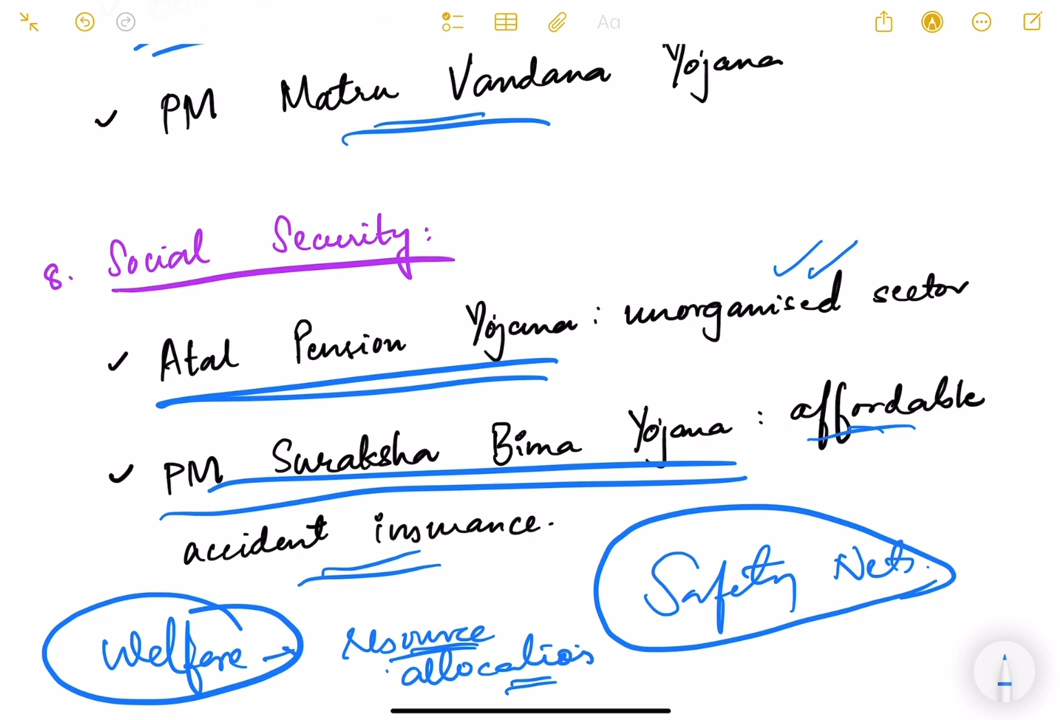 ✓ PM Matru Vandana Yojana
8. Social Security:
✓ Atal Pension Yojana : unorganised sector
✓ PM Suraksha Bima Yojana : affordable
accident insurance.
Safety Nets.
Welfare → resource
allocation